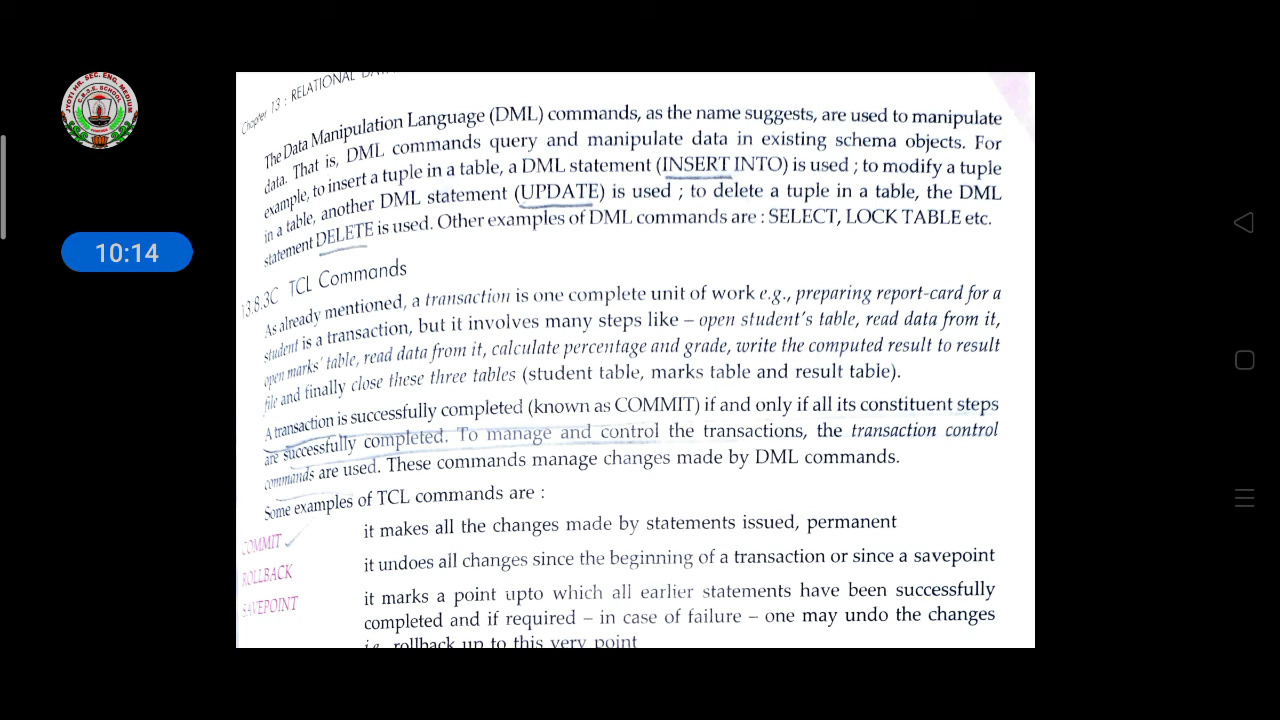 JYOTI HR. SEC. ENG. MEDIUM
C.B.S.E. SCHOOL
10:14
Chapter 13 : RELATIONAL
The Data Manipulation Language (DML) commands, as the name suggests, are used to manipulate
data. That is, DML commands query and manipulate data in existing schema objects. For
example, to insert a tuple in a table, a DML statement (INSERT INTO) is used ; to modify a tuple
in a table, another DML statement (UPDATE) is used ; to delete a tuple in a table, the DML
statement DELETE is used. Other examples of DML commands are : SELECT, LOCK TABLE etc.
13.8.3C TCL Commands
As already mentioned, a transaction is one complete unit of work e.g., preparing report-card for a
student is a transaction, but it involves many steps like – open student's table, read data from it,
open marks' table, read data from it, calculate percentage and grade, write the computed result to result
file and finally close these three tables (student table, marks table and result table).
A transaction is successfully completed (known as COMMIT) if and only if all its constituent steps
are successfully completed. To manage and control the transactions, the transaction control
commands are used. These commands manage changes made by DML commands.
Some examples of TCL commands are :
COMMIT it makes all the changes made by statements issued, permanent
ROLLBACK it undoes all changes since the beginning of a transaction or since a savepoint
SAVEPOINT it marks a point upto which all earlier statements have been successfully
completed and if required – in case of failure – one may undo the changes
i.e., rollback up to this very point